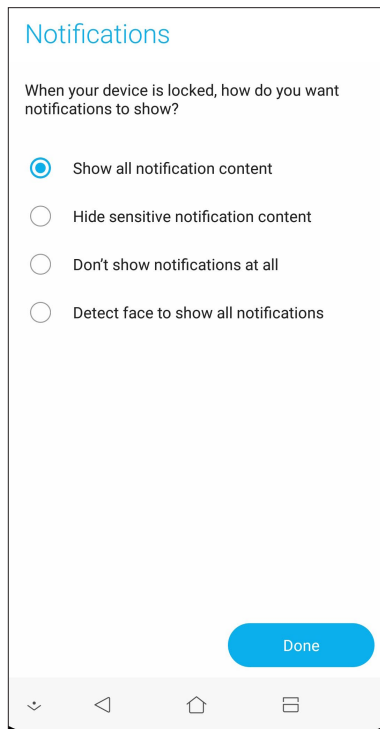 Notifications
When your device is locked, how do you want
notifications to show?
Show all notification content
Hide sensitive notification content
Don’t show notifications at all
Detect face to show all notifications
Done